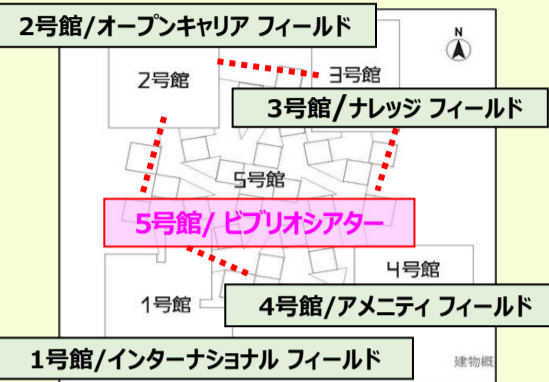 2号館/オープンキャリア フィールド
N
2号館
3号館
3号館/ナレッジ フィールド
5号館
5号館/ ビブリオシアター
4号館
1号館
4号館/アメニティ フィールド
1号館/インターナショナル フィールド
建物概